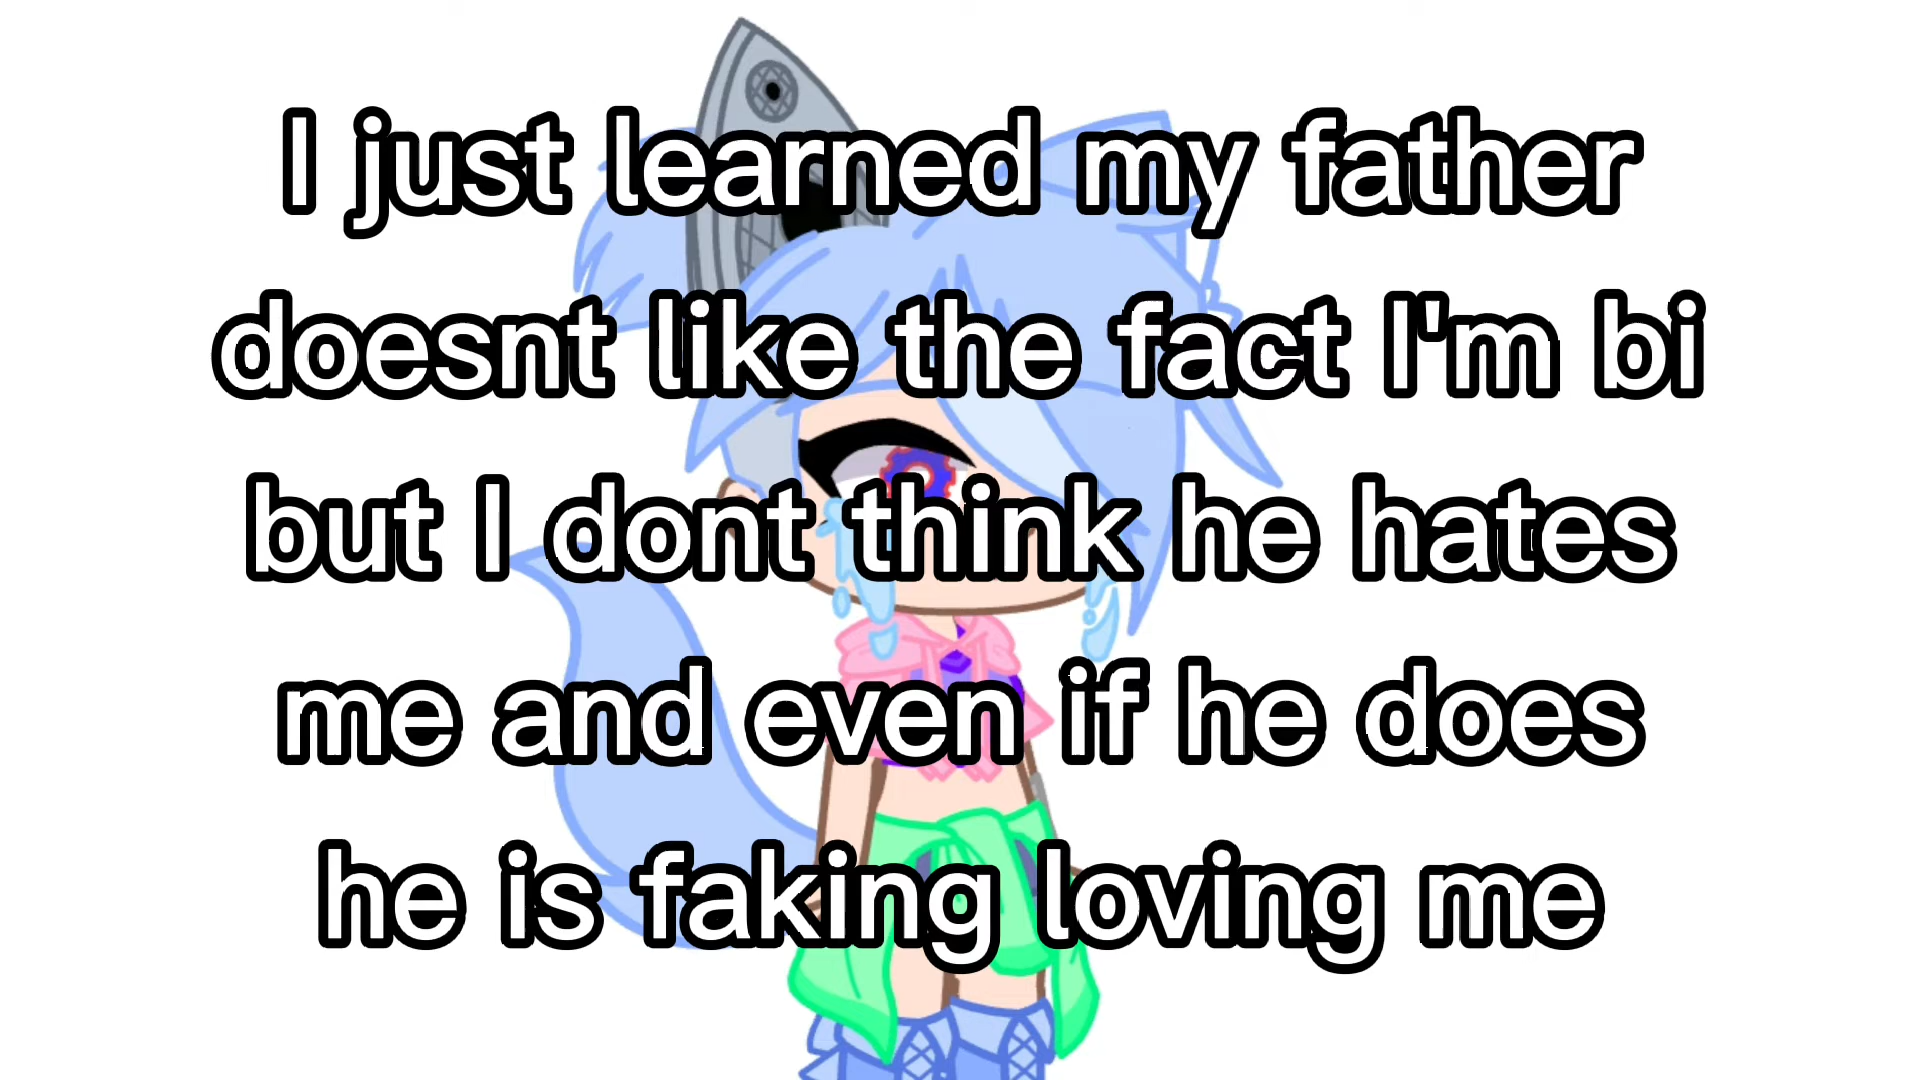 I just learned my father
doesnt like the fact I'm bi
but I dont think he hates
me and even if he does
he is faking loving me